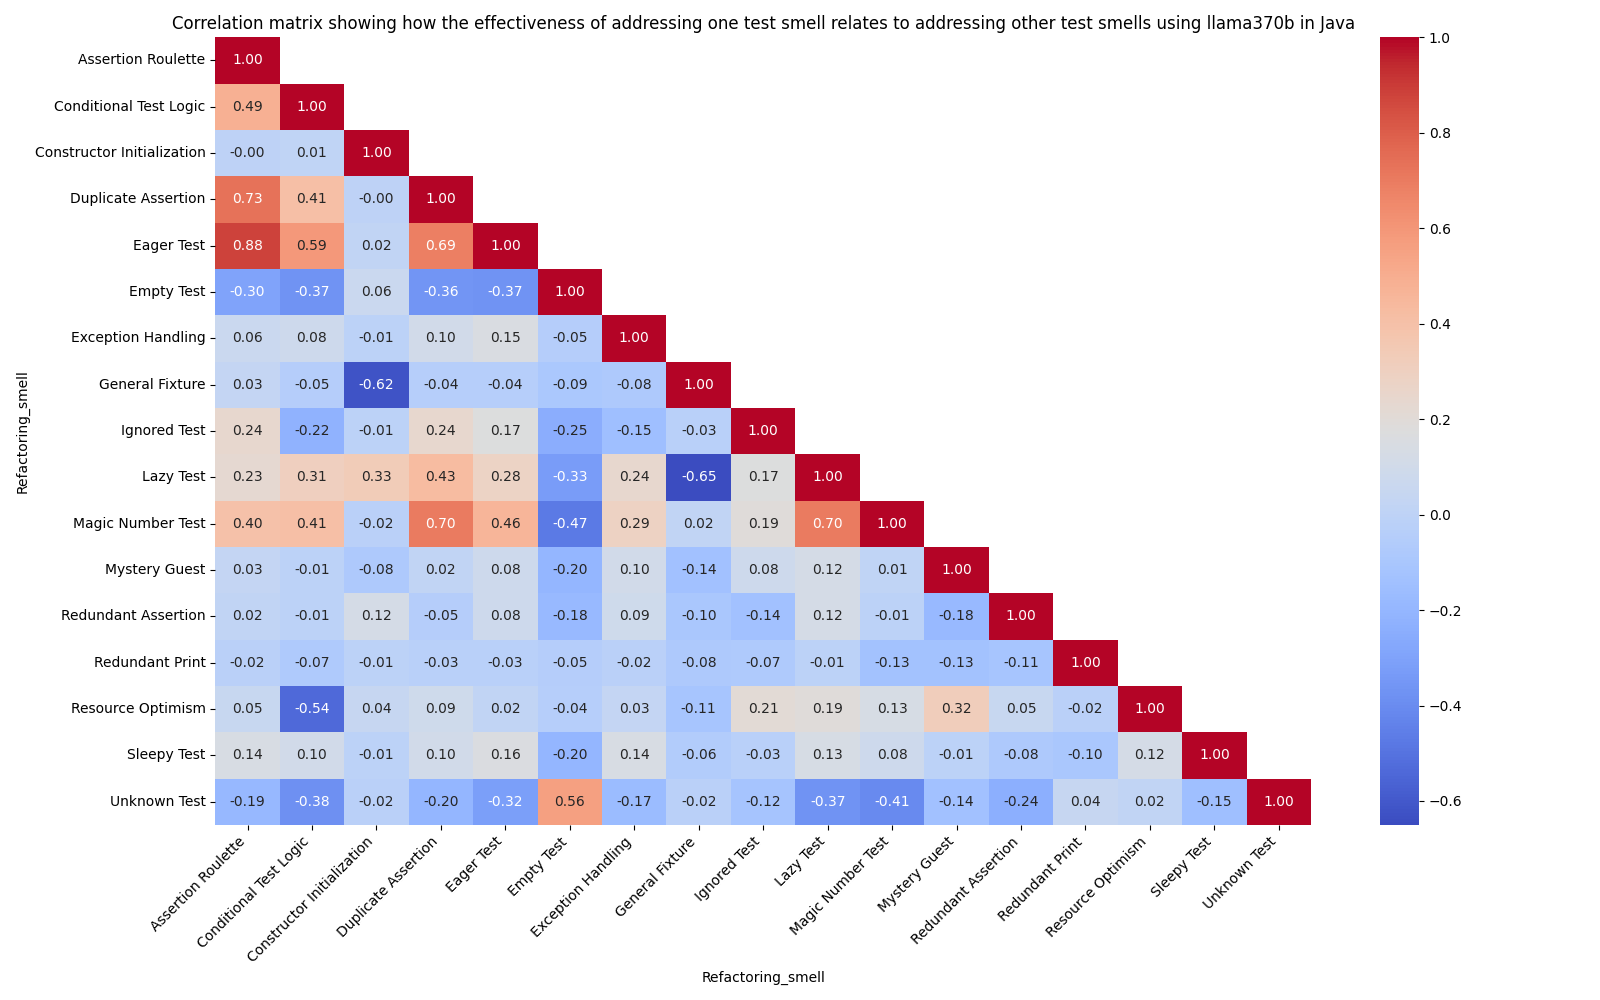 Correlation matrix showing how the effectiveness of addressing one test smell relates to addressing other test smells using llama370b in Java
Refactoring_smell
Assertion Roulette 1.00
Conditional Test Logic 0.49 1.00
Constructor Initialization -0.00 0.01 1.00
Duplicate Assertion 0.73 0.41 -0.00 1.00
Eager Test 0.88 0.59 0.02 0.69 1.00
Empty Test -0.30 -0.37 0.06 -0.36 -0.37 1.00
Exception Handling 0.06 0.08 -0.01 0.10 0.15 -0.05 1.00
General Fixture 0.03 -0.05 -0.62 -0.04 -0.04 -0.09 -0.08 1.00
Ignored Test 0.24 -0.22 -0.01 0.24 0.17 -0.25 -0.15 -0.03 1.00
Lazy Test 0.23 0.31 0.33 0.43 0.28 -0.33 0.24 -0.65 0.17 1.00
Magic Number Test 0.40 0.41 -0.02 0.70 0.46 -0.47 0.29 0.02 0.19 0.70 1.00
Mystery Guest 0.03 -0.01 -0.08 0.02 0.08 -0.20 0.10 -0.14 0.08 0.12 0.01 1.00
Redundant Assertion 0.02 -0.01 0.12 -0.05 0.08 -0.18 0.09 -0.10 -0.14 0.12 -0.01 -0.18 1.00
Redundant Print -0.02 -0.07 -0.01 -0.03 -0.03 -0.05 -0.02 -0.08 -0.07 -0.01 -0.13 -0.13 -0.11 1.00
Resource Optimism 0.05 -0.54 0.04 0.09 0.02 -0.04 0.03 -0.11 0.21 0.19 0.13 0.32 0.05 -0.02 1.00
Sleepy Test 0.14 0.10 -0.01 0.10 0.16 -0.20 0.14 -0.06 -0.03 0.13 0.08 -0.01 -0.08 -0.10 0.12 1.00
Unknown Test -0.19 -0.38 -0.02 -0.20 -0.32 0.56 -0.17 -0.02 -0.12 -0.37 -0.41 -0.14 -0.24 0.04 0.02 -0.15 1.00
Assertion Roulette
Conditional Test Logic
Constructor Initialization
Duplicate Assertion
Eager Test
Empty Test
Exception Handling
General Fixture
Ignored Test
Lazy Test
Magic Number Test
Mystery Guest
Redundant Assertion
Redundant Print
Resource Optimism
Sleepy Test
Unknown Test
Refactoring_smell
1.0
0.8
0.6
0.4
0.2
0.0
−0.2
−0.4
−0.6